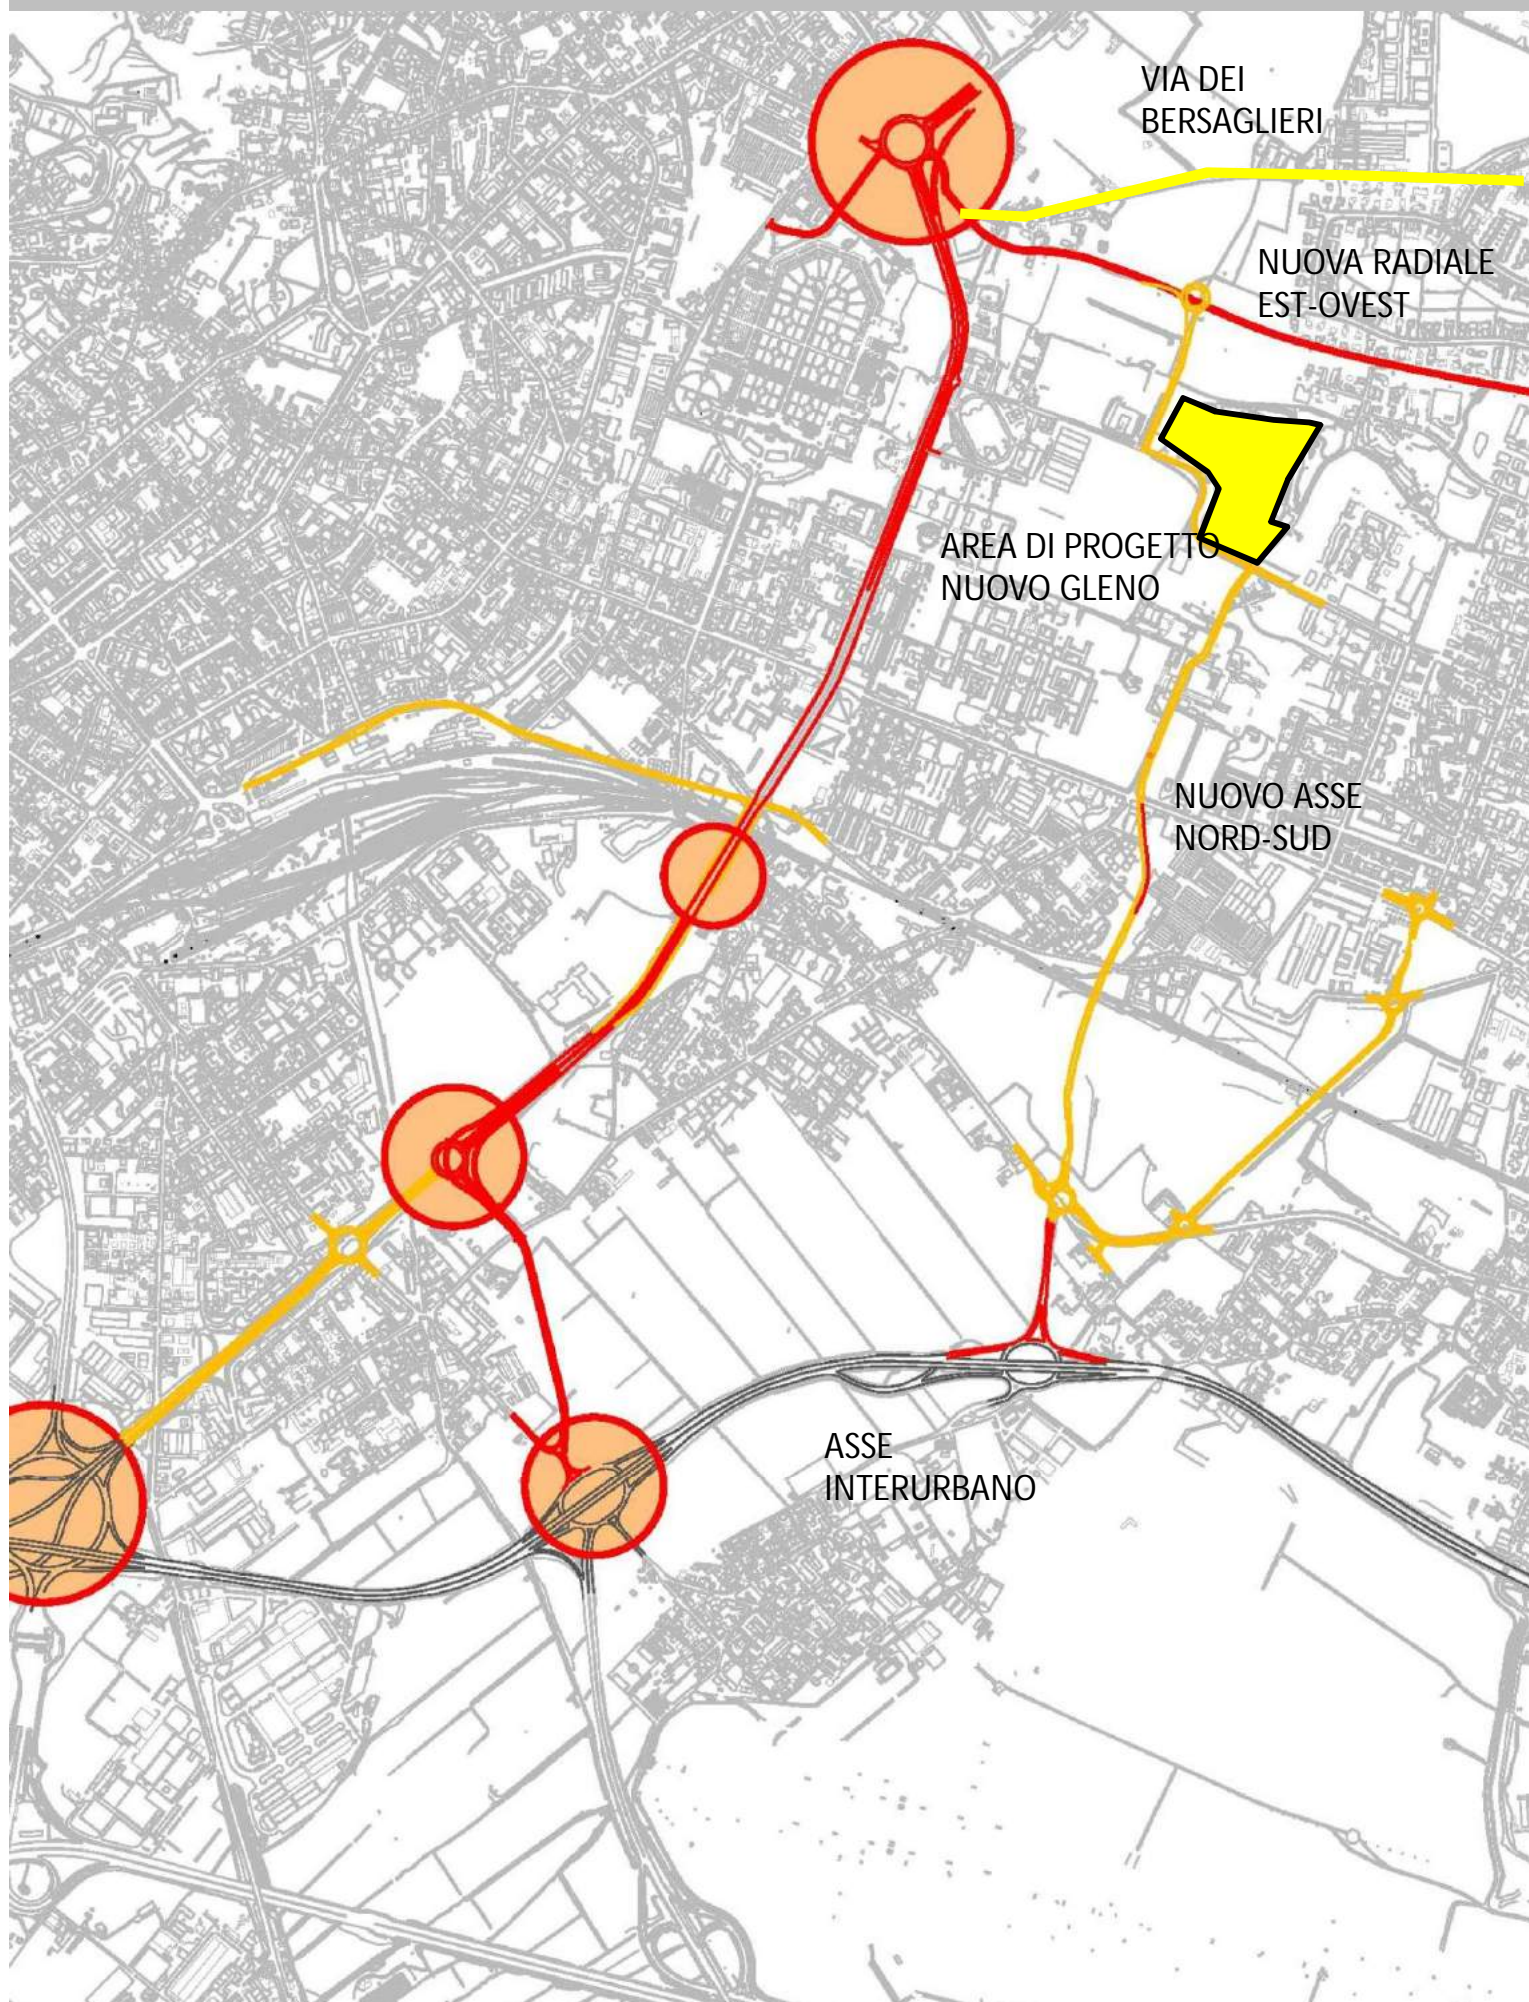 VIA DEI
BERSAGLIERI
NUOVA RADIALE
EST-OVEST
AREA DI PROGETTO
NUOVO GLENO
NUOVO ASSE
NORD-SUD
ASSE
INTERURBANO